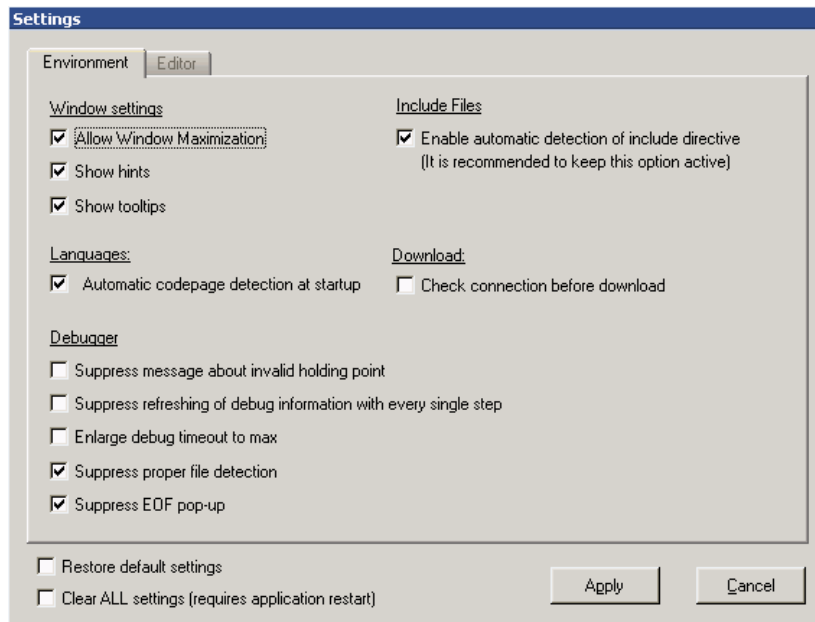 Settings
Environment
Editor
Window settings
Allow Window Maximization
Show hints
Show tooltips
Include Files
Enable automatic detection of include directive
(It is recommended to keep this option active)
Languages:
Automatic codepage detection at startup
Download:
Check connection before download
Debugger
Suppress message about invalid holding point
Suppress refreshing of debug information with every single step
Enlarge debug timeout to max
Suppress proper file detection
Suppress EOF pop-up
Restore default settings
Clear ALL settings (requires application restart)
Apply
Cancel